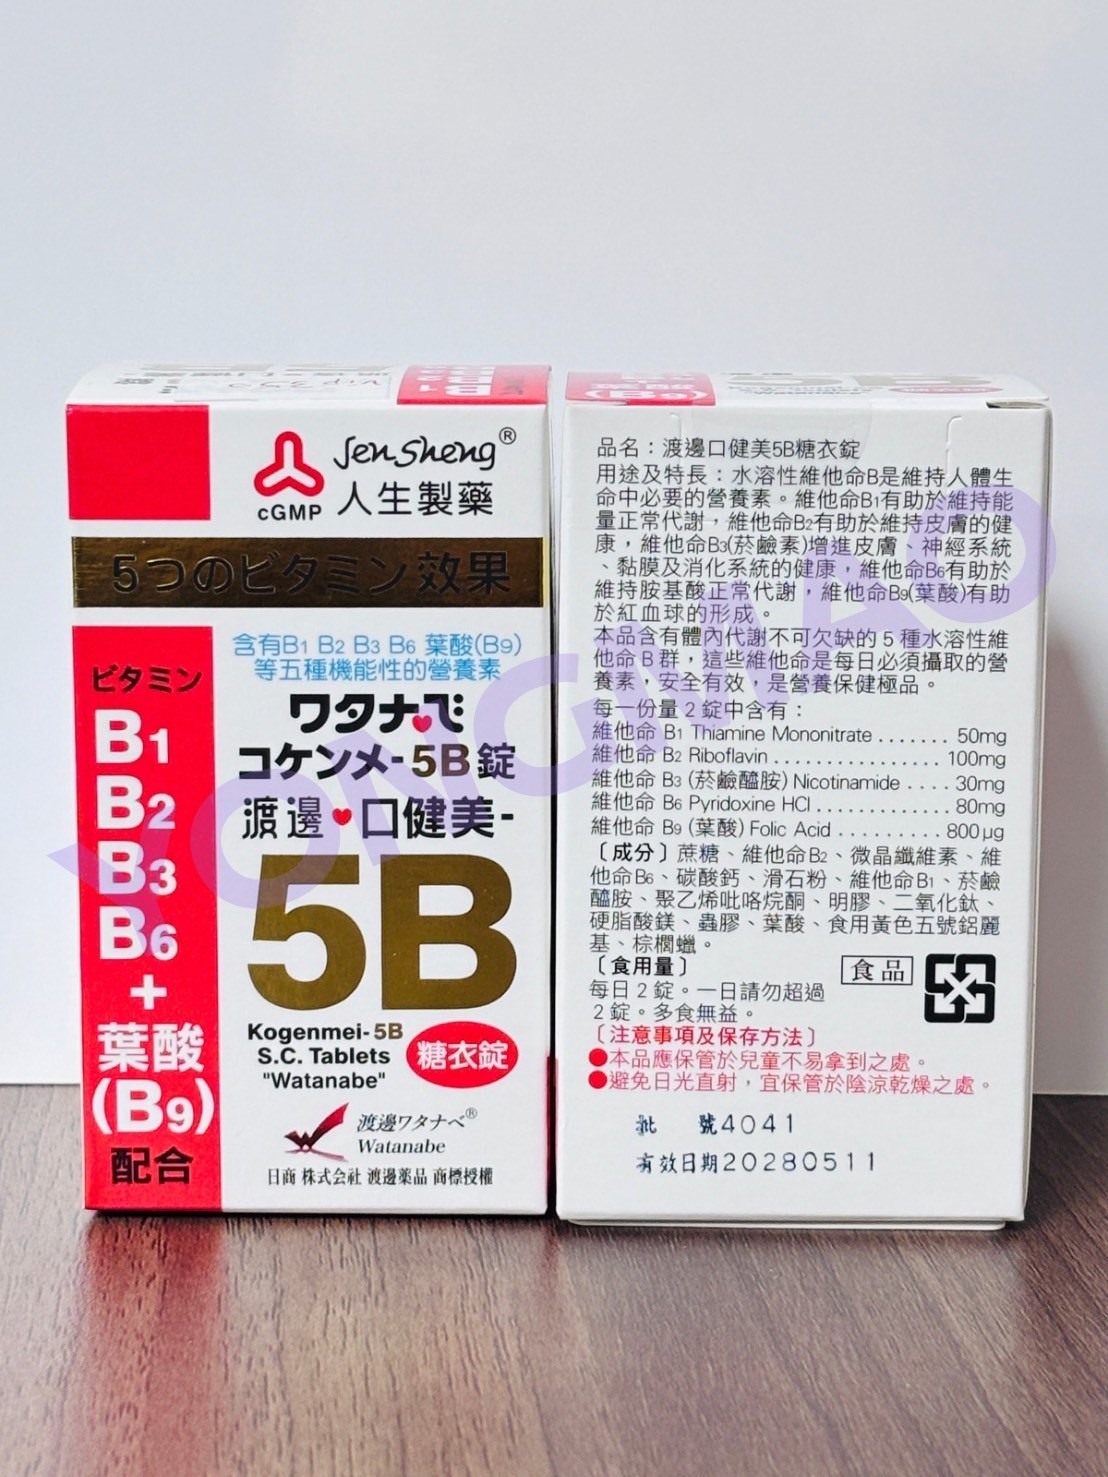 Jen Sheng®
cGMP 人生製藥
5つのビタミン効果
含有B1 B2 B3 B6 葉酸(B9)
等五種機能性的營養素
ビタミン
B1
B2
B3
B6
+
葉酸
(B9)
配合
ワタナベ
コケンメ-5B錠
渡邊♥口健美-
5B
Kogenmei-5B
S.C. Tablets
"Watanabe"
糖衣錠
渡邊ワタナベ®
Watanabe
日商 株式会社 渡邊薬品 商標授權
品名：渡邊口健美5B糖衣錠
用途及特長：水溶性維他命B是維持人體生
命中必要的營養素。維他命B1有助於維持能
量正常代謝，維他命B2有助於維持皮膚的健
康，維他命B3(菸鹼素)增進皮膚、神經系統
、黏膜及消化系統的健康，維他命B6有助於
維持胺基酸正常代謝，維他命B9(葉酸)有助
於紅血球的形成。
本品含有體內代謝不可欠缺的5種水溶性維
他命B群，這些維他命是每日必須攝取的營
養素，安全有效，是營養保健極品。
每一份量2錠中含有：
維他命 B1 Thiamine Mononitrate ....... 50mg
維他命 B2 Riboflavin ................ 100mg
維他命 B3 (菸鹼醯胺) Nicotinamide .... 30mg
維他命 B6 Pyridoxine HCl ............ 80mg
維他命 B9 (葉酸) Folic Acid ......... 800μg
〔成分〕蔗糖、維他命B2、微晶纖維素、維
他命B6、碳酸鈣、滑石粉、維他命B1、菸鹼
醯胺、聚乙烯吡咯烷酮、明膠、二氧化鈦、
硬脂酸鎂、蟲膠、葉酸、食用黃色五號鋁麗
基、棕櫚蠟。
〔食用量〕
每日2錠。一日請勿超過
2錠。多食無益。
食品
〔注意事項及保存方法〕
●本品應保管於兒童不易拿到之處。
●避免日光直射，宜保管於陰涼乾燥之處。
批 號4041
有效日期20280511
YONGMAO